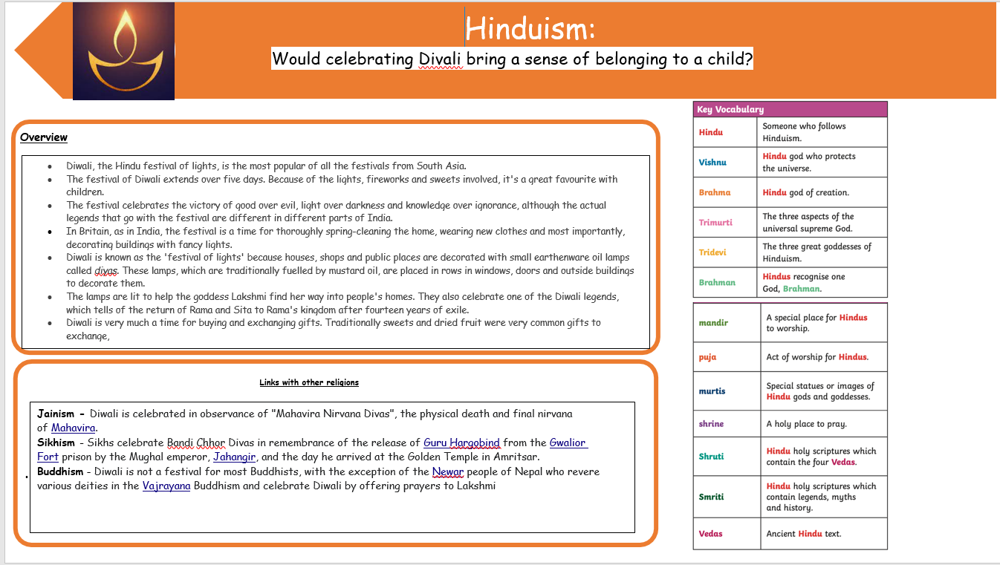 Hinduism:
Would celebrating Divali bring a sense of belonging to a child?
Overview
• Diwali, the Hindu festival of lights, is the most popular of all the festivals from South Asia.
• The festival of Diwali extends over five days. Because of the lights, fireworks and sweets involved, it's a great favourite with
children.
• The festival celebrates the victory of good over evil, light over darkness and knowledge over ignorance, although the actual
legends that go with the festival are different in different parts of India.
• In Britain, as in India, the festival is a time for thoroughly spring-cleaning the home, wearing new clothes and most importantly,
decorating buildings with fancy lights.
• Diwali is known as the 'festival of lights' because houses, shops and public places are decorated with small earthenware oil lamps
called divas. These lamps, which are traditionally fuelled by mustard oil, are placed in rows in windows, doors and outside buildings
to decorate them.
• The lamps are lit to help the goddess Lakshmi find her way into people's homes. They also celebrate one of the Diwali legends,
which tells of the return of Rama and Sita to Rama's kingdom after fourteen years of exile.
• Diwali is very much a time for buying and exchanging gifts. Traditionally sweets and dried fruit were very common gifts to
exchange,
Links with other religions
Jainism - Diwali is celebrated in observance of "Mahavira Nirvana Divas", the physical death and final nirvana
of Mahavira.
Sikhism - Sikhs celebrate Bandi Chhor Divas in remembrance of the release of Guru Hargobind from the Gwalior
Fort prison by the Mughal emperor, Jahangir, and the day he arrived at the Golden Temple in Amritsar.
Buddhism - Diwali is not a festival for most Buddhists, with the exception of the Newar people of Nepal who revere
various deities in the Vajrayana Buddhism and celebrate Diwali by offering prayers to Lakshmi
Key Vocabulary
Hindu
Someone who follows
Hinduism.
Vishnu
Hindu god who protects
the universe.
Brahma
Hindu god of creation.
Trimurti
The three aspects of the
universal supreme God.
Tridevi
The three great goddesses of
Hinduism.
Brahman
Hindus recognise one
God, Brahman.
mandir
A special place for Hindus
to worship.
puja
Act of worship for Hindus.
murtis
Special statues or images of
Hindu gods and goddesses.
shrine
A holy place to pray.
Shruti
Hindu holy scriptures which
contain the four Vedas.
Smriti
Hindu holy scriptures which
contain legends, myths
and history.
Vedas
Ancient Hindu text.